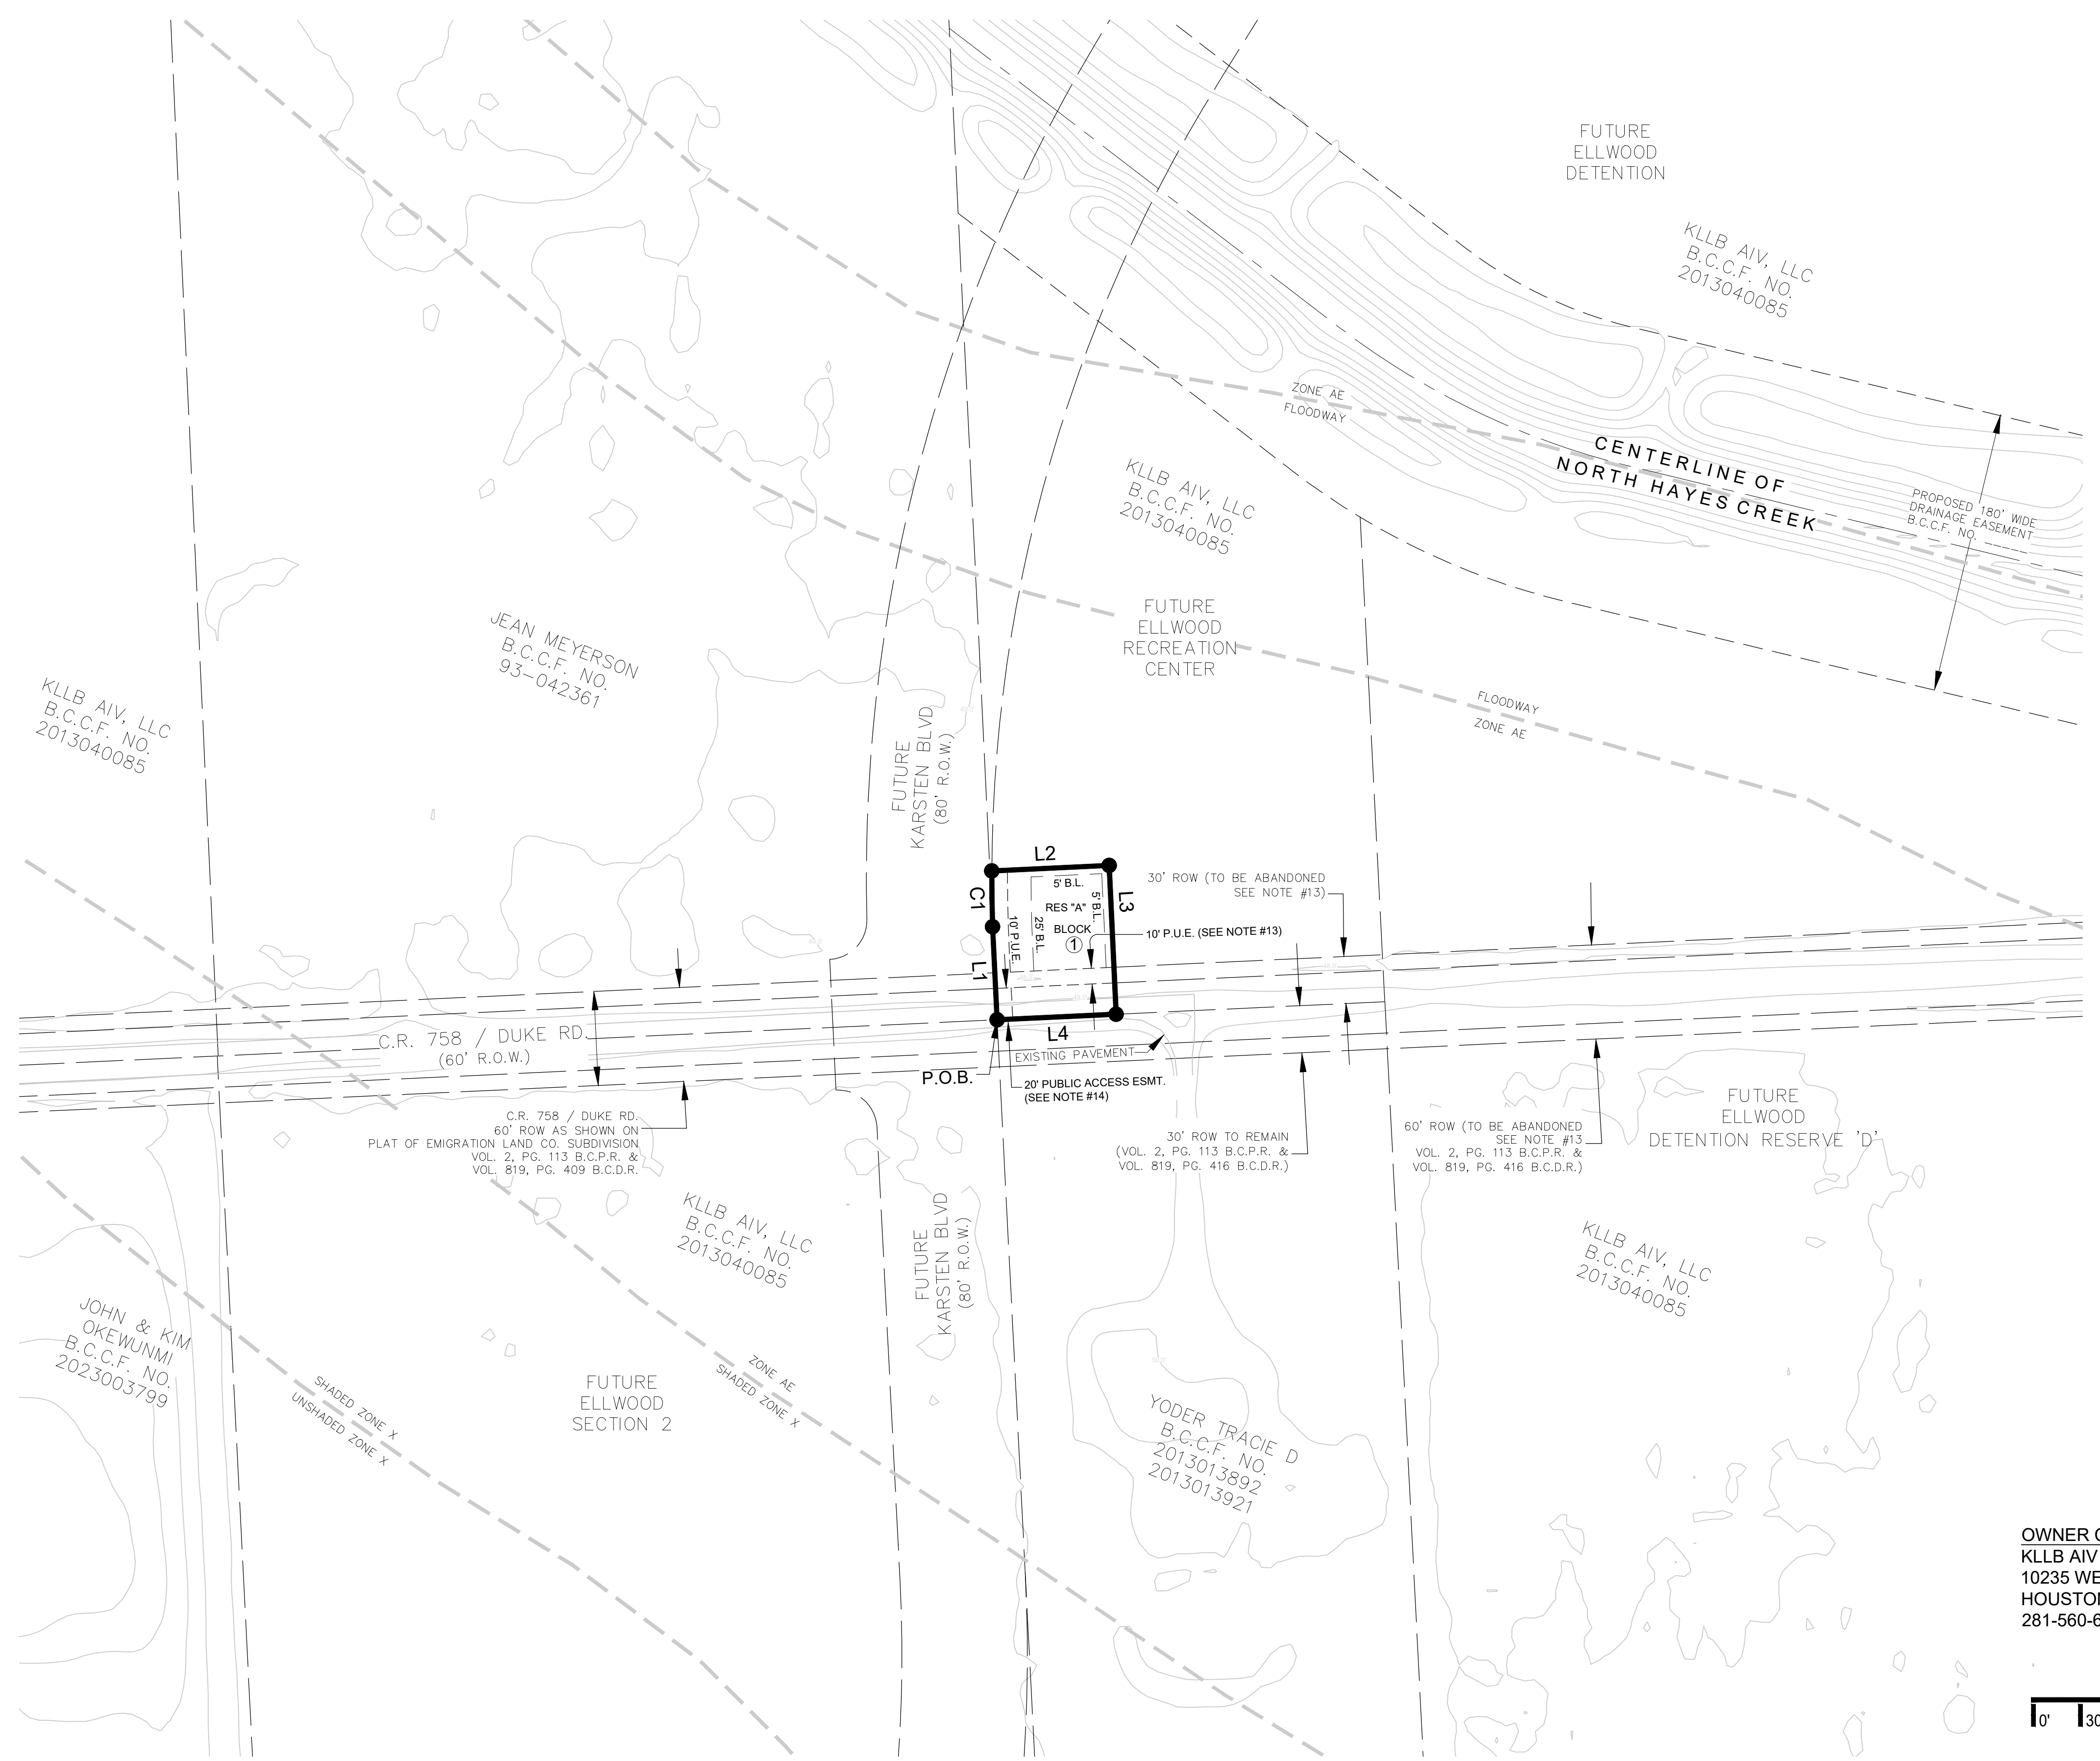 FUTURE
ELLWOOD
DETENTION
KLLB AIV, LLC
B.C.C.F. NO.
2013040085
ZONE AE
FLOODWAY
CENTERLINE OF
NORTH HAYES CREEK
PROPOSED 180' WIDE
DRAINAGE EASEMENT
B.C.C.F. NO.
KLLB AIV, LLC
B.C.C.F. NO.
2013040085
FUTURE
ELLWOOD
RECREATION
CENTER
JEAN MEYERSON
B.C.C.F. NO.
93-042361
KLLB AIV, LLC
B.C.C.F. NO.
2013040085
FLOODWAY
ZONE AE
FUTURE
KARSTEN BLVD
(80' R.O.W.)
L2
C1
L3
L1
L4
5' B.L.
5' B.L.
RES "A"
BLOCK
1
10' P.U.E.
25' B.L.
30' ROW (TO BE ABANDONED
SEE NOTE #13)
10' P.U.E. (SEE NOTE #13)
C.R. 758 / DUKE RD.
(60' R.O.W.)
EXISTING PAVEMENT
P.O.B.
20' PUBLIC ACCESS ESMT.
(SEE NOTE #14)
C.R. 758 / DUKE RD.
60' ROW AS SHOWN ON
PLAT OF EMIGRATION LAND CO. SUBDIVISION
VOL. 2, PG. 113 B.C.P.R. &
VOL. 819, PG. 409 B.C.D.R.
30' ROW TO REMAIN
(VOL. 2, PG. 113 B.C.P.R. &
VOL. 819, PG. 416 B.C.D.R.)
60' ROW (TO BE ABANDONED
SEE NOTE #13
VOL. 2, PG. 113 B.C.P.R. &
VOL. 819, PG. 416 B.C.D.R.)
FUTURE
ELLWOOD
DETENTION RESERVE 'D'
KLLB AIV, LLC
B.C.C.F. NO.
2013040085
FUTURE
KARSTEN BLVD
(80' R.O.W.)
KLLB AIV, LLC
B.C.C.F. NO.
2013040085
JOHN & KIM
OKEWUNMI
B.C.C.F. NO.
2023003799
SHADED ZONE X
UNSHADED ZONE X
FUTURE
ELLWOOD
SECTION 2
ZONE AE
SHADED ZONE X
YODER TRACIE D
B.C.C.F. NO.
2013013892
2013013921
OWNER
KLLB AIV
10235
0'